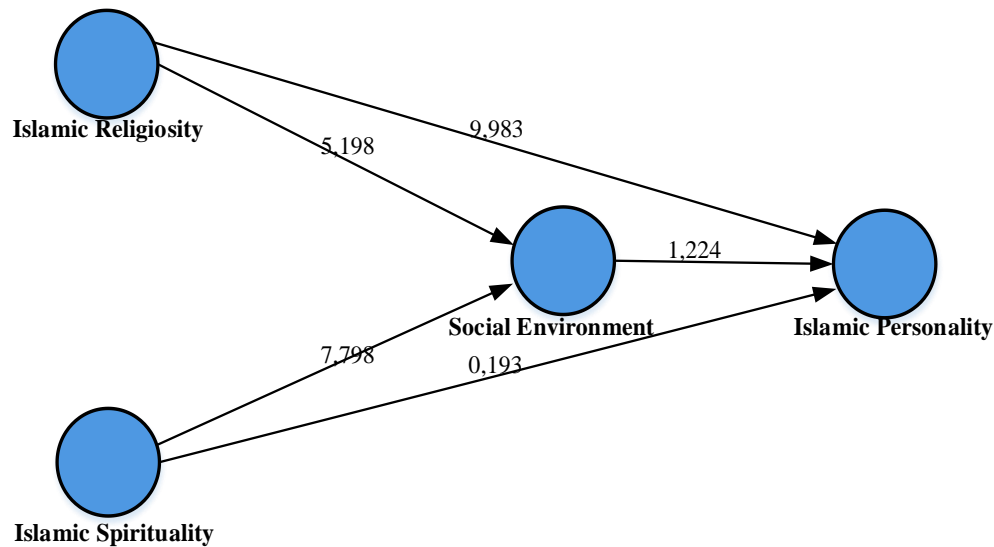 Islamic Religiosity
9,983
5,198
1,224
Social Environment
Islamic Personality
7,798
0,193
Islamic Spirituality